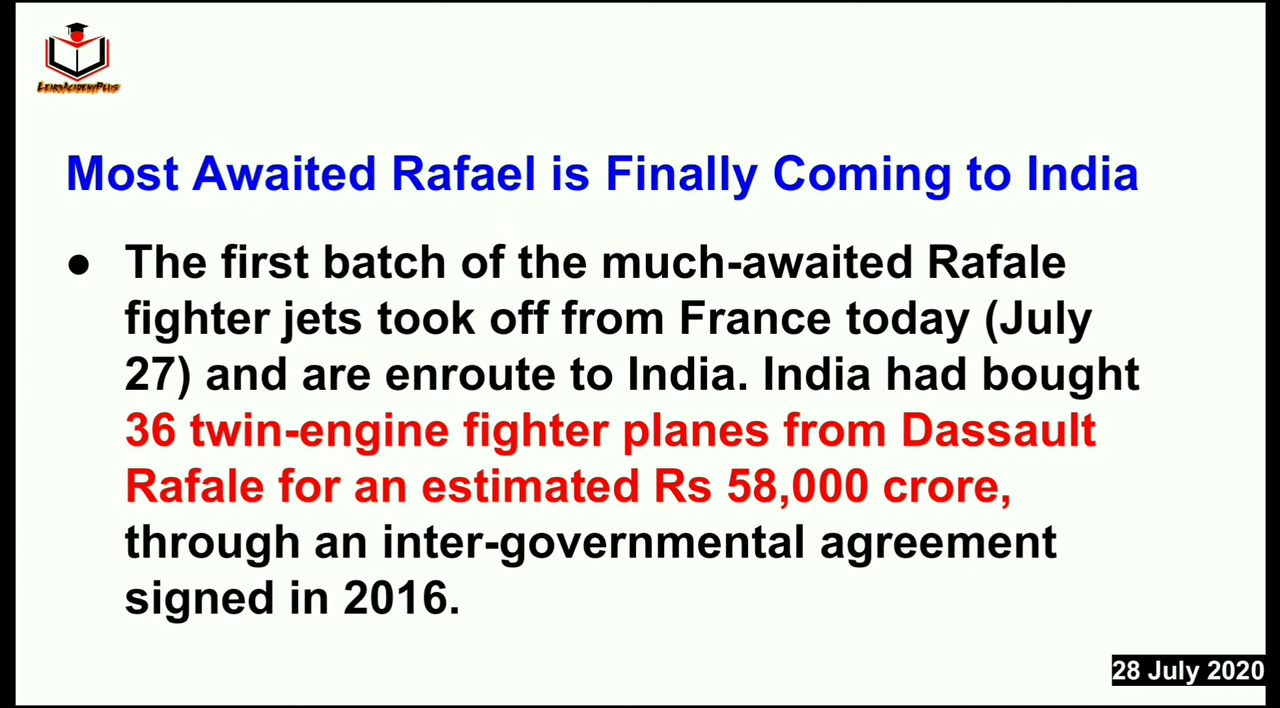 LearnAcademyPlus
Most Awaited Rafael is Finally Coming to India
● The first batch of the much-awaited Rafale
fighter jets took off from France today (July
27) and are enroute to India. India had bought
36 twin-engine fighter planes from Dassault
Rafale for an estimated Rs 58,000 crore,
through an inter-governmental agreement
signed in 2016.
28 July 2020